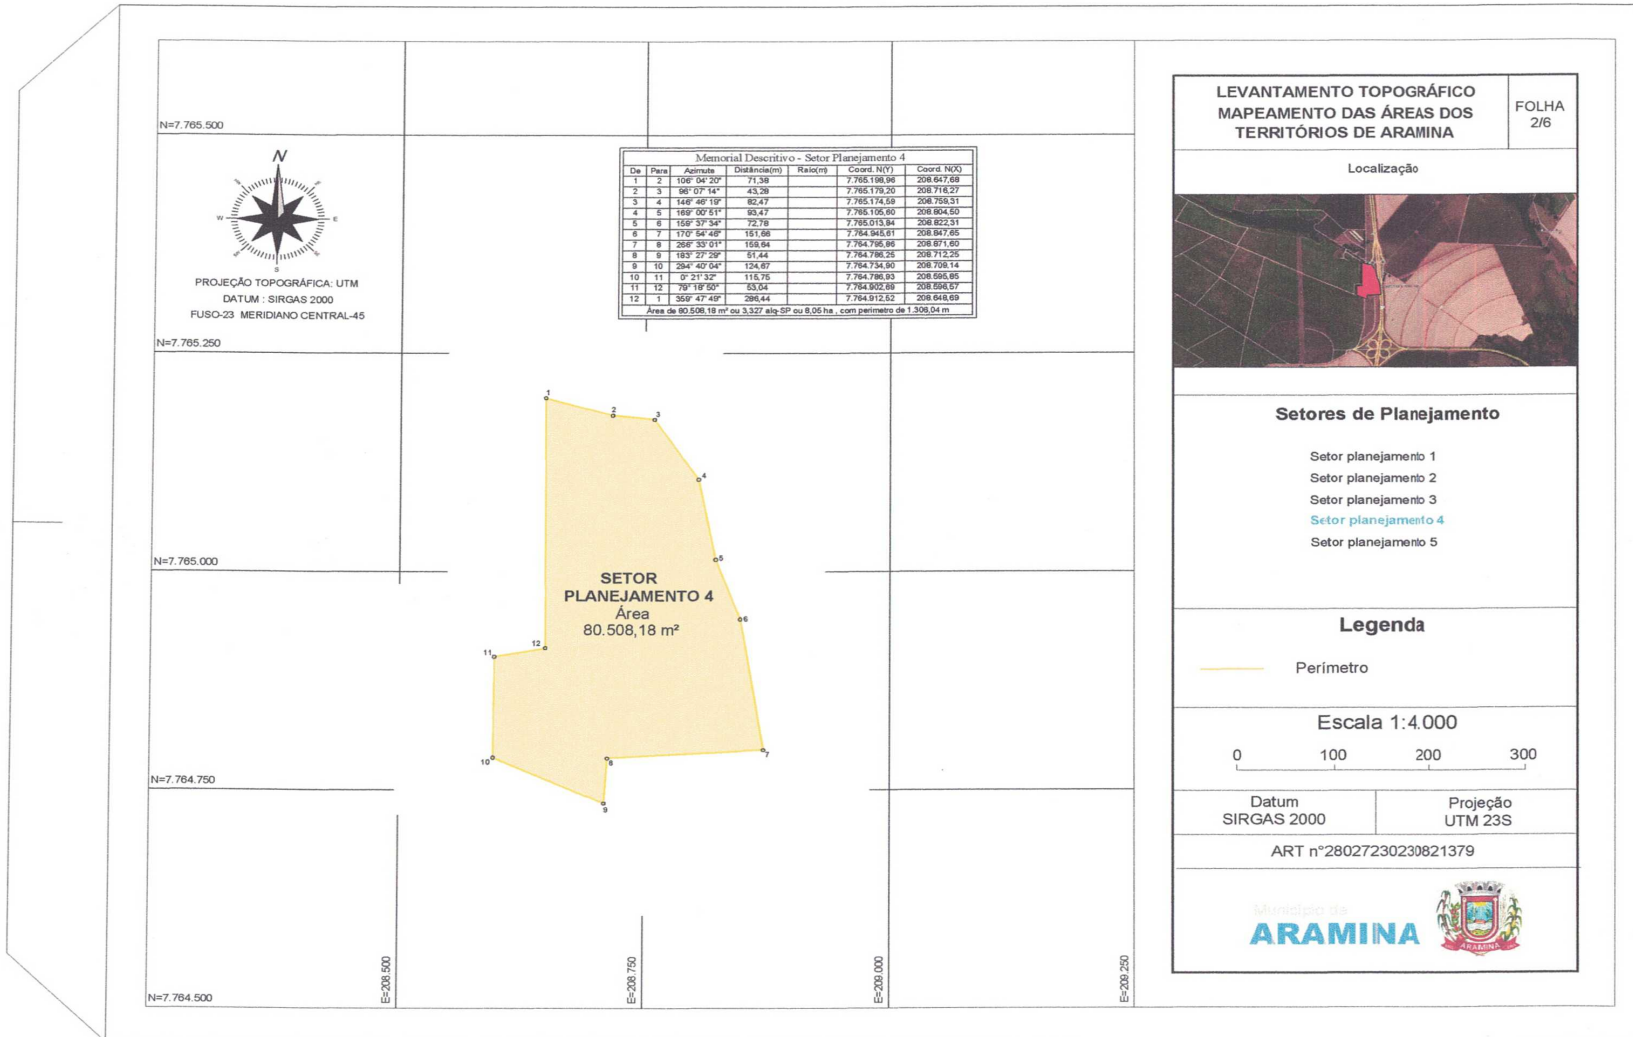 N=7.765.500
N
W
E
S
PROJEÇÃO TOPOGRÁFICA: UTM
DATUM : SIRGAS 2000
FUSO-23 MERIDIANO CENTRAL-45
Memorial Descritivo - Setor Planejamento 4
De Para Azimute Distância(m) Raio(m) Coord. N(Y) Coord. N(X)
1 2 106° 04' 20" 71,38 7.765.198,96 208.647,68
2 3 96° 07' 14" 43,28 7.765.179,20 208.716,27
3 4 146° 46' 19" 82,47 7.765.174,59 208.759,31
4 5 169° 00' 51" 93,47 7.765.105,60 208.804,50
5 6 159° 37' 34" 72,78 7.765.013,84 208.822,31
6 7 170° 54' 46" 151,66 7.764.945,61 208.847,65
7 8 266° 33' 01" 159,64 7.764.795,86 208.871,60
8 9 183° 27' 29" 51,44 7.764.786,25 208.712,25
9 10 294° 40' 04" 124,67 7.764.734,90 208.709,14
10 11 0° 21' 32" 115,75 7.764.786,93 208.595,85
11 12 79° 18' 50" 53,04 7.764.902,69 208.596,57
12 1 359° 47' 49" 286,44 7.764.912,52 208.648,69
Área de 80.508,18 m² ou 3,327 alq-SP ou 8,05 ha , com perímetro de 1.306,04 m
N=7.765.250
1
2
3
4
5
N=7.765.000
SETOR
PLANEJAMENTO 4
Área
80.508,18 m²
6
12
11
7
10
8
N=7.764.750
9
E=208.500
E=208.750
E=209.000
E=209.250
N=7.764.500
LEVANTAMENTO TOPOGRÁFICO
MAPEAMENTO DAS ÁREAS DOS
TERRITÓRIOS DE ARAMINA
FOLHA
2/6
Localização
Setores de Planejamento
Setor planejamento 1
Setor planejamento 2
Setor planejamento 3
Setor planejamento 4
Setor planejamento 5
Legenda
Perímetro
Escala 1:4.000
0 100 200 300
Datum
SIRGAS 2000
Projeção
UTM 23S
ART n°28027230230821379
Município de
ARAMINA
ARAMINA